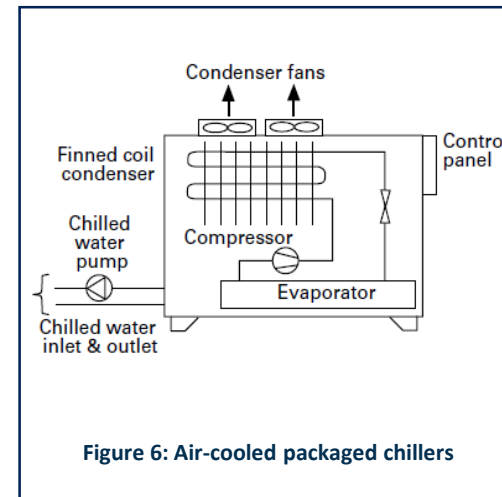 Condenser fans
Finned coil
condenser
Contro
panel
Chilled
water
pump
Compressor
Evaporator
Chilled water
inlet & outlet
Figure 6: Air-cooled packaged chillers